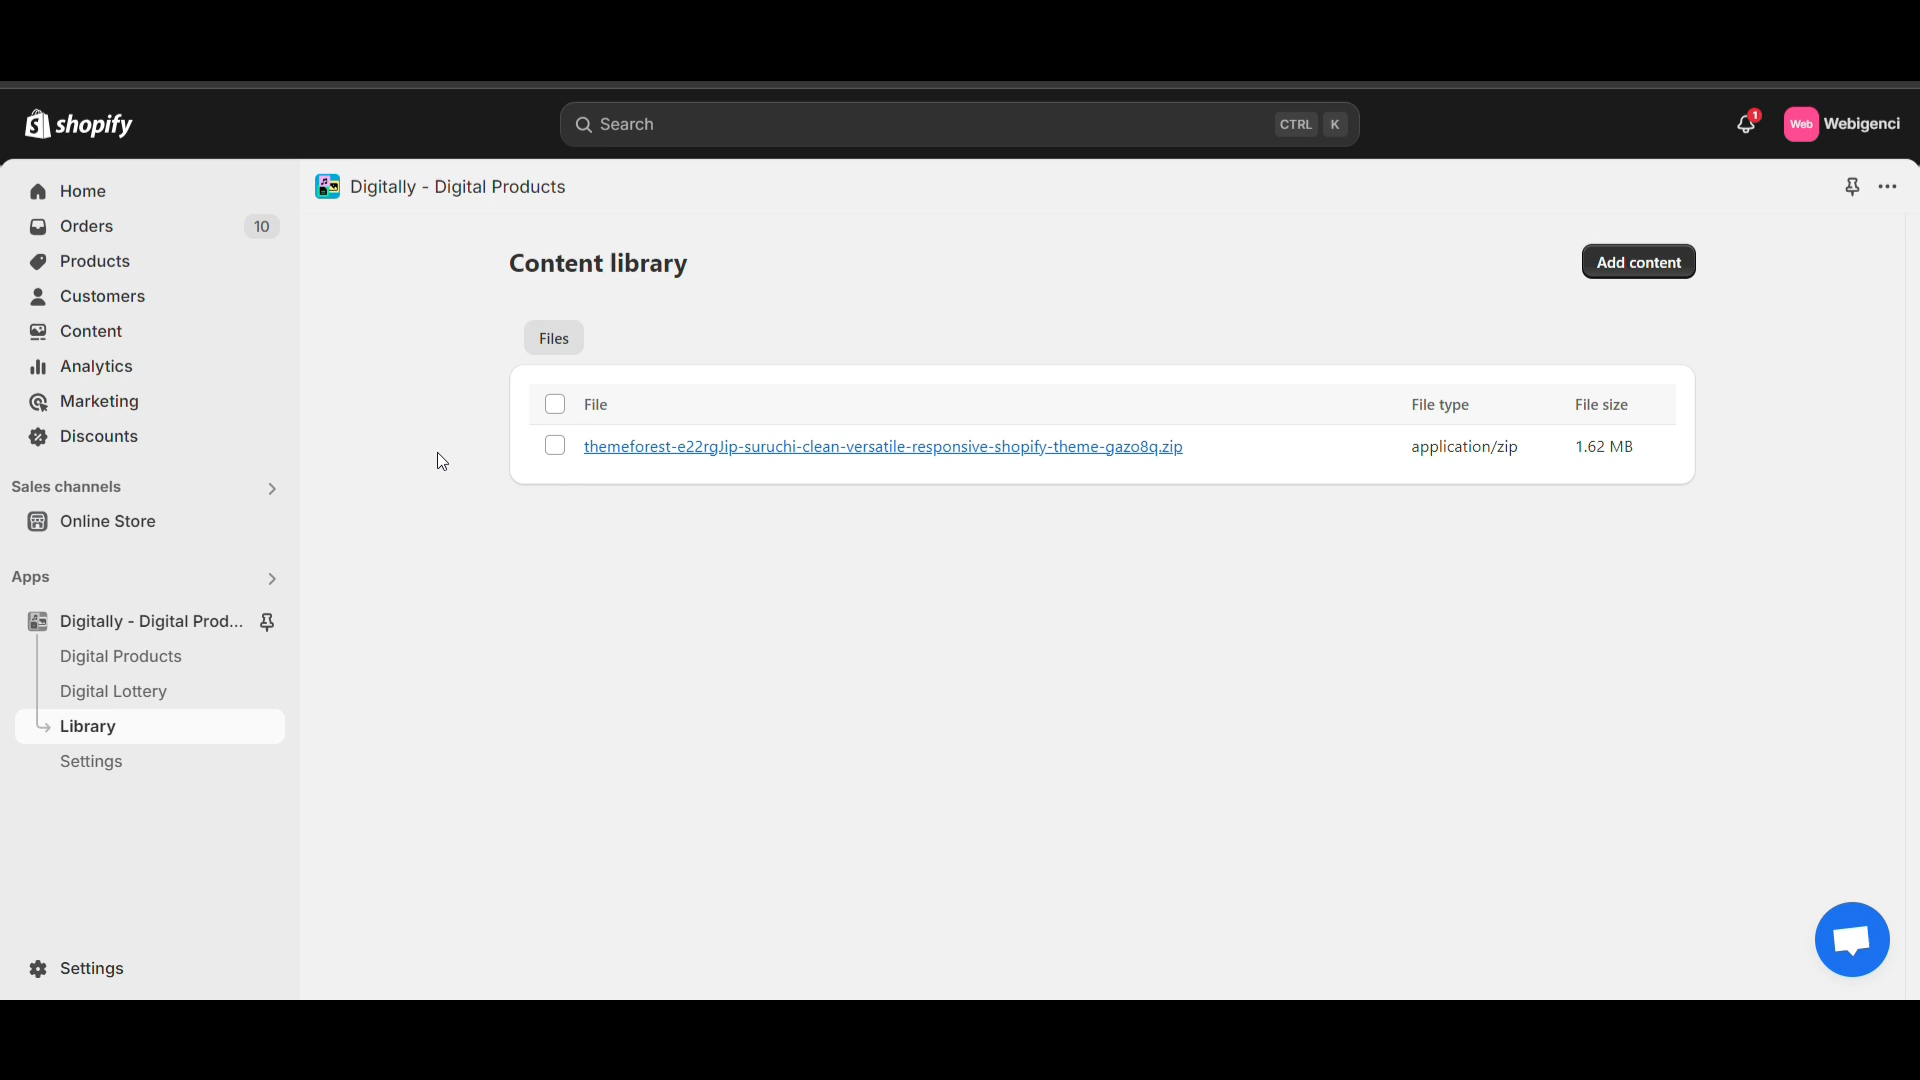 shopify
Search
CTRL K
1
Web
Webigenci
Home
Orders
10
Products
Customers
Content
Analytics
Marketing
Discounts
Sales channels
Online Store
Apps
Digitally - Digital Prod...
Digital Products
Digital Lottery
Library
Settings
Settings
Digitally - Digital Products
Content library
Add content
Files
File File type File size
themeforest-e22rgJip-suruchi-clean-versatile-responsive-shopify-theme-gazo8q.zip application/zip 1.62 MB